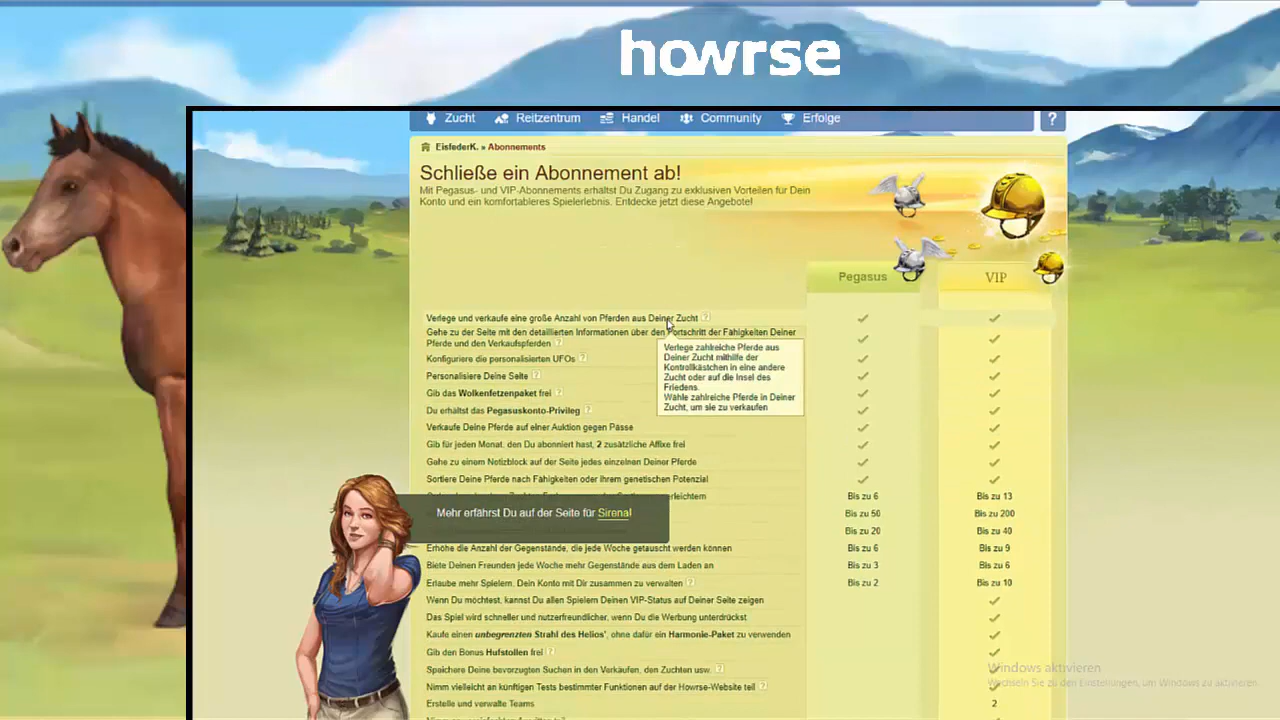 howrse
Zucht Reitzentrum Handel Community Erfolge ?
EisfederK. » Abonnements
Schließe ein Abonnement ab!
Mit Pegasus- und VIP-Abonnements erhältst Du Zugang zu exklusiven Vorteilen für Dein
Konto und ein komfortableres Spielerlebnis. Entdecke jetzt diese Angebote!
Pegasus VIP
Verlege und verkaufe eine große Anzahl von Pferden aus Deiner Zucht ?
Gehe zu der Seite mit den detaillierten Informationen über den Fortschritt der Fähigkeiten Deiner
Pferde und den Verkaufspferden ?
Verlege zahlreiche Pferde aus
Deiner Zucht mithilfe der
Kontrollkästchen in eine andere
Zucht oder auf die Insel des
Friedens.
Wähle zahlreiche Pferde in Deiner
Zucht, um sie zu verkaufen
Konfiguriere die personalisierten UFOs ?
Personalisiere Deine Seite ?
Gib das Wolkenfetzenpaket frei ?
Du erhältst das Pegasuskonto-Privileg ?
Verkaufe Deine Pferde auf einer Auktion gegen Pässe
Gib für jeden Monat, den Du abonniert hast, 2 zusätzliche Affixe frei
Gehe zu einem Notizblock auf der Seite jedes einzelnen Deiner Pferde
Sortiere Deine Pferde nach Fähigkeiten oder ihrem genetischen Potenzial
erleichtern Bis zu 6 Bis zu 13
Mehr erfährst Du auf der Seite für Sirena!
Bis zu 50 Bis zu 200
Bis zu 20 Bis zu 40
Erhöhe die Anzahl der Gegenstände, die jede Woche getauscht werden können Bis zu 6 Bis zu 9
Biete Deinen Freunden jede Woche mehr Gegenstände aus dem Laden an Bis zu 3 Bis zu 6
Erlaube mehr Spielern, Dein Konto mit Dir zusammen zu verwalten ? Bis zu 2 Bis zu 10
Wenn Du möchtest, kannst Du allen Spielern Deinen VIP-Status auf Deiner Seite zeigen
Das Spiel wird schneller und nutzerfreundlicher, wenn Du die Werbung unterdrückst
Kaufe einen unbegrenzten Strahl des Helios', ohne dafür ein Harmonie-Paket zu verwenden
Gib den Bonus Hufstollen frei ?
Speichere Deine bevorzugten Suchen in den Verkäufen, den Zuchten usw. ?
Nimm vielleicht an künftigen Tests bestimmter Funktionen auf der Howrse-Website teil ?
Erstelle und verwalte Teams 2
Windows aktivieren
Wechseln Sie zu den Einstellungen, um Windows zu aktivieren.